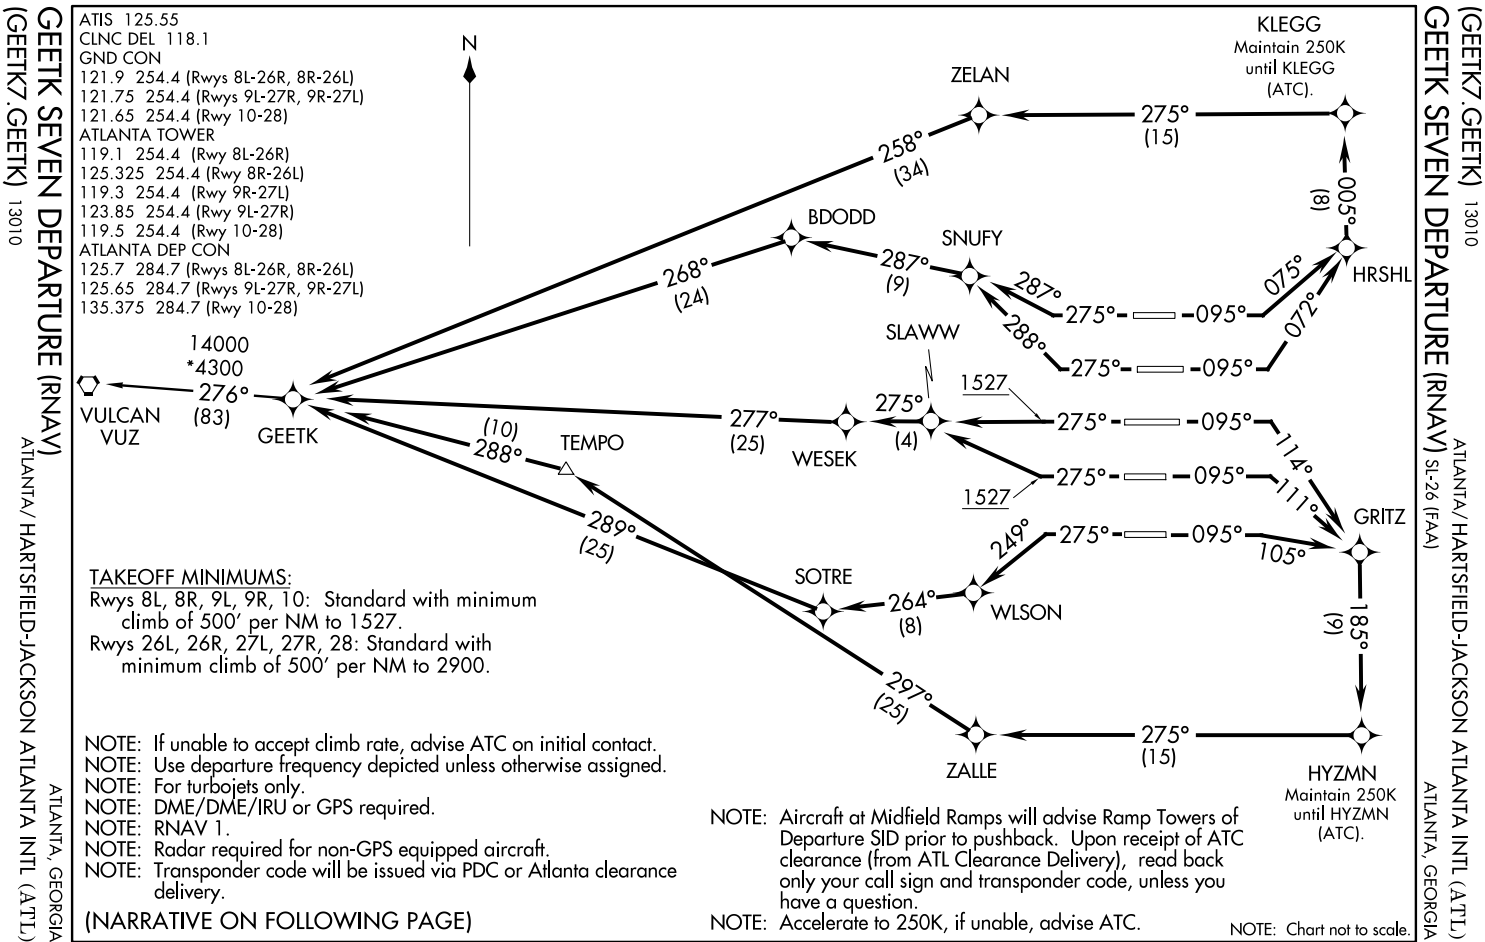 (GEETK7.GEETK) 13010
GEETK SEVEN DEPARTURE (RNAV)
ATLANTA/ HARTSFIELD-JACKSON ATLANTA INTL (ATL)
ATLANTA, GEORGIA
ATIS 125.55
CLNC DEL 118.1
GND CON
121.9 254.4 (Rwys 8L-26R, 8R-26L)
121.75 254.4 (Rwys 9L-27R, 9R-27L)
121.65 254.4 (Rwy 10-28)
ATLANTA TOWER
119.1 254.4 (Rwy 8L-26R)
125.325 254.4 (Rwy 8R-26L)
119.3 254.4 (Rwy 9R-27L)
123.85 254.4 (Rwy 9L-27R)
119.5 254.4 (Rwy 10-28)
ATLANTA DEP CON
125.7 284.7 (Rwys 8L-26R, 8R-26L)
125.65 284.7 (Rwys 9L-27R, 9R-27L)
135.375 284.7 (Rwy 10-28)
N
KLEGG
Maintain 250K
until KLEGG
(ATC).
ZELAN
275°
(15)
258°
(34)
005°
(8)
HRSHL
BDODD
SNUFY
287°
(9)
268°
(24)
287°
275°
095°
075°
288°
275°
095°
072°
SLAWW
14000
*4300
276°
(83)
VULCAN
VUZ
GEETK
277°
(25)
WESEK
275°
(4)
1527
275°
095°
114°
1527
275°
095°
111°
(10)
288°
TEMPO
289°
(25)
SOTRE
264°
(8)
WLSON
249°
275°
095°
105°
GRITZ
185°
(9)
297°
(25)
ZALLE
275°
(15)
HYZMN
Maintain 250K
until HYZMN
(ATC).
TAKEOFF MINIMUMS:
Rwys 8L, 8R, 9L, 9R, 10: Standard with minimum
climb of 500' per NM to 1527.
Rwys 26L, 26R, 27L, 27R, 28: Standard with
minimum climb of 500' per NM to 2900.
NOTE: If unable to accept climb rate, advise ATC on initial contact.
NOTE: Use departure frequency depicted unless otherwise assigned.
NOTE: For turbojets only.
NOTE: DME/DME/IRU or GPS required.
NOTE: RNAV 1.
NOTE: Radar required for non-GPS equipped aircraft.
NOTE: Transponder code will be issued via PDC or Atlanta clearance
delivery.
(NARRATIVE ON FOLLOWING PAGE)
NOTE: Aircraft at Midfield Ramps will advise Ramp Towers of
Departure SID prior to pushback. Upon receipt of ATC
clearance (from ATL Clearance Delivery), read back
only your call sign and transponder code, unless you
have a question.
NOTE: Accelerate to 250K, if unable, advise ATC.
NOTE: Chart not to scale.
(GEETK7.GEETK) 13010
GEETK SEVEN DEPARTURE (RNAV) SL-26 (FAA)
ATLANTA/ HARTSFIELD-JACKSON ATLANTA INTL (ATL)
ATLANTA, GEORGIA